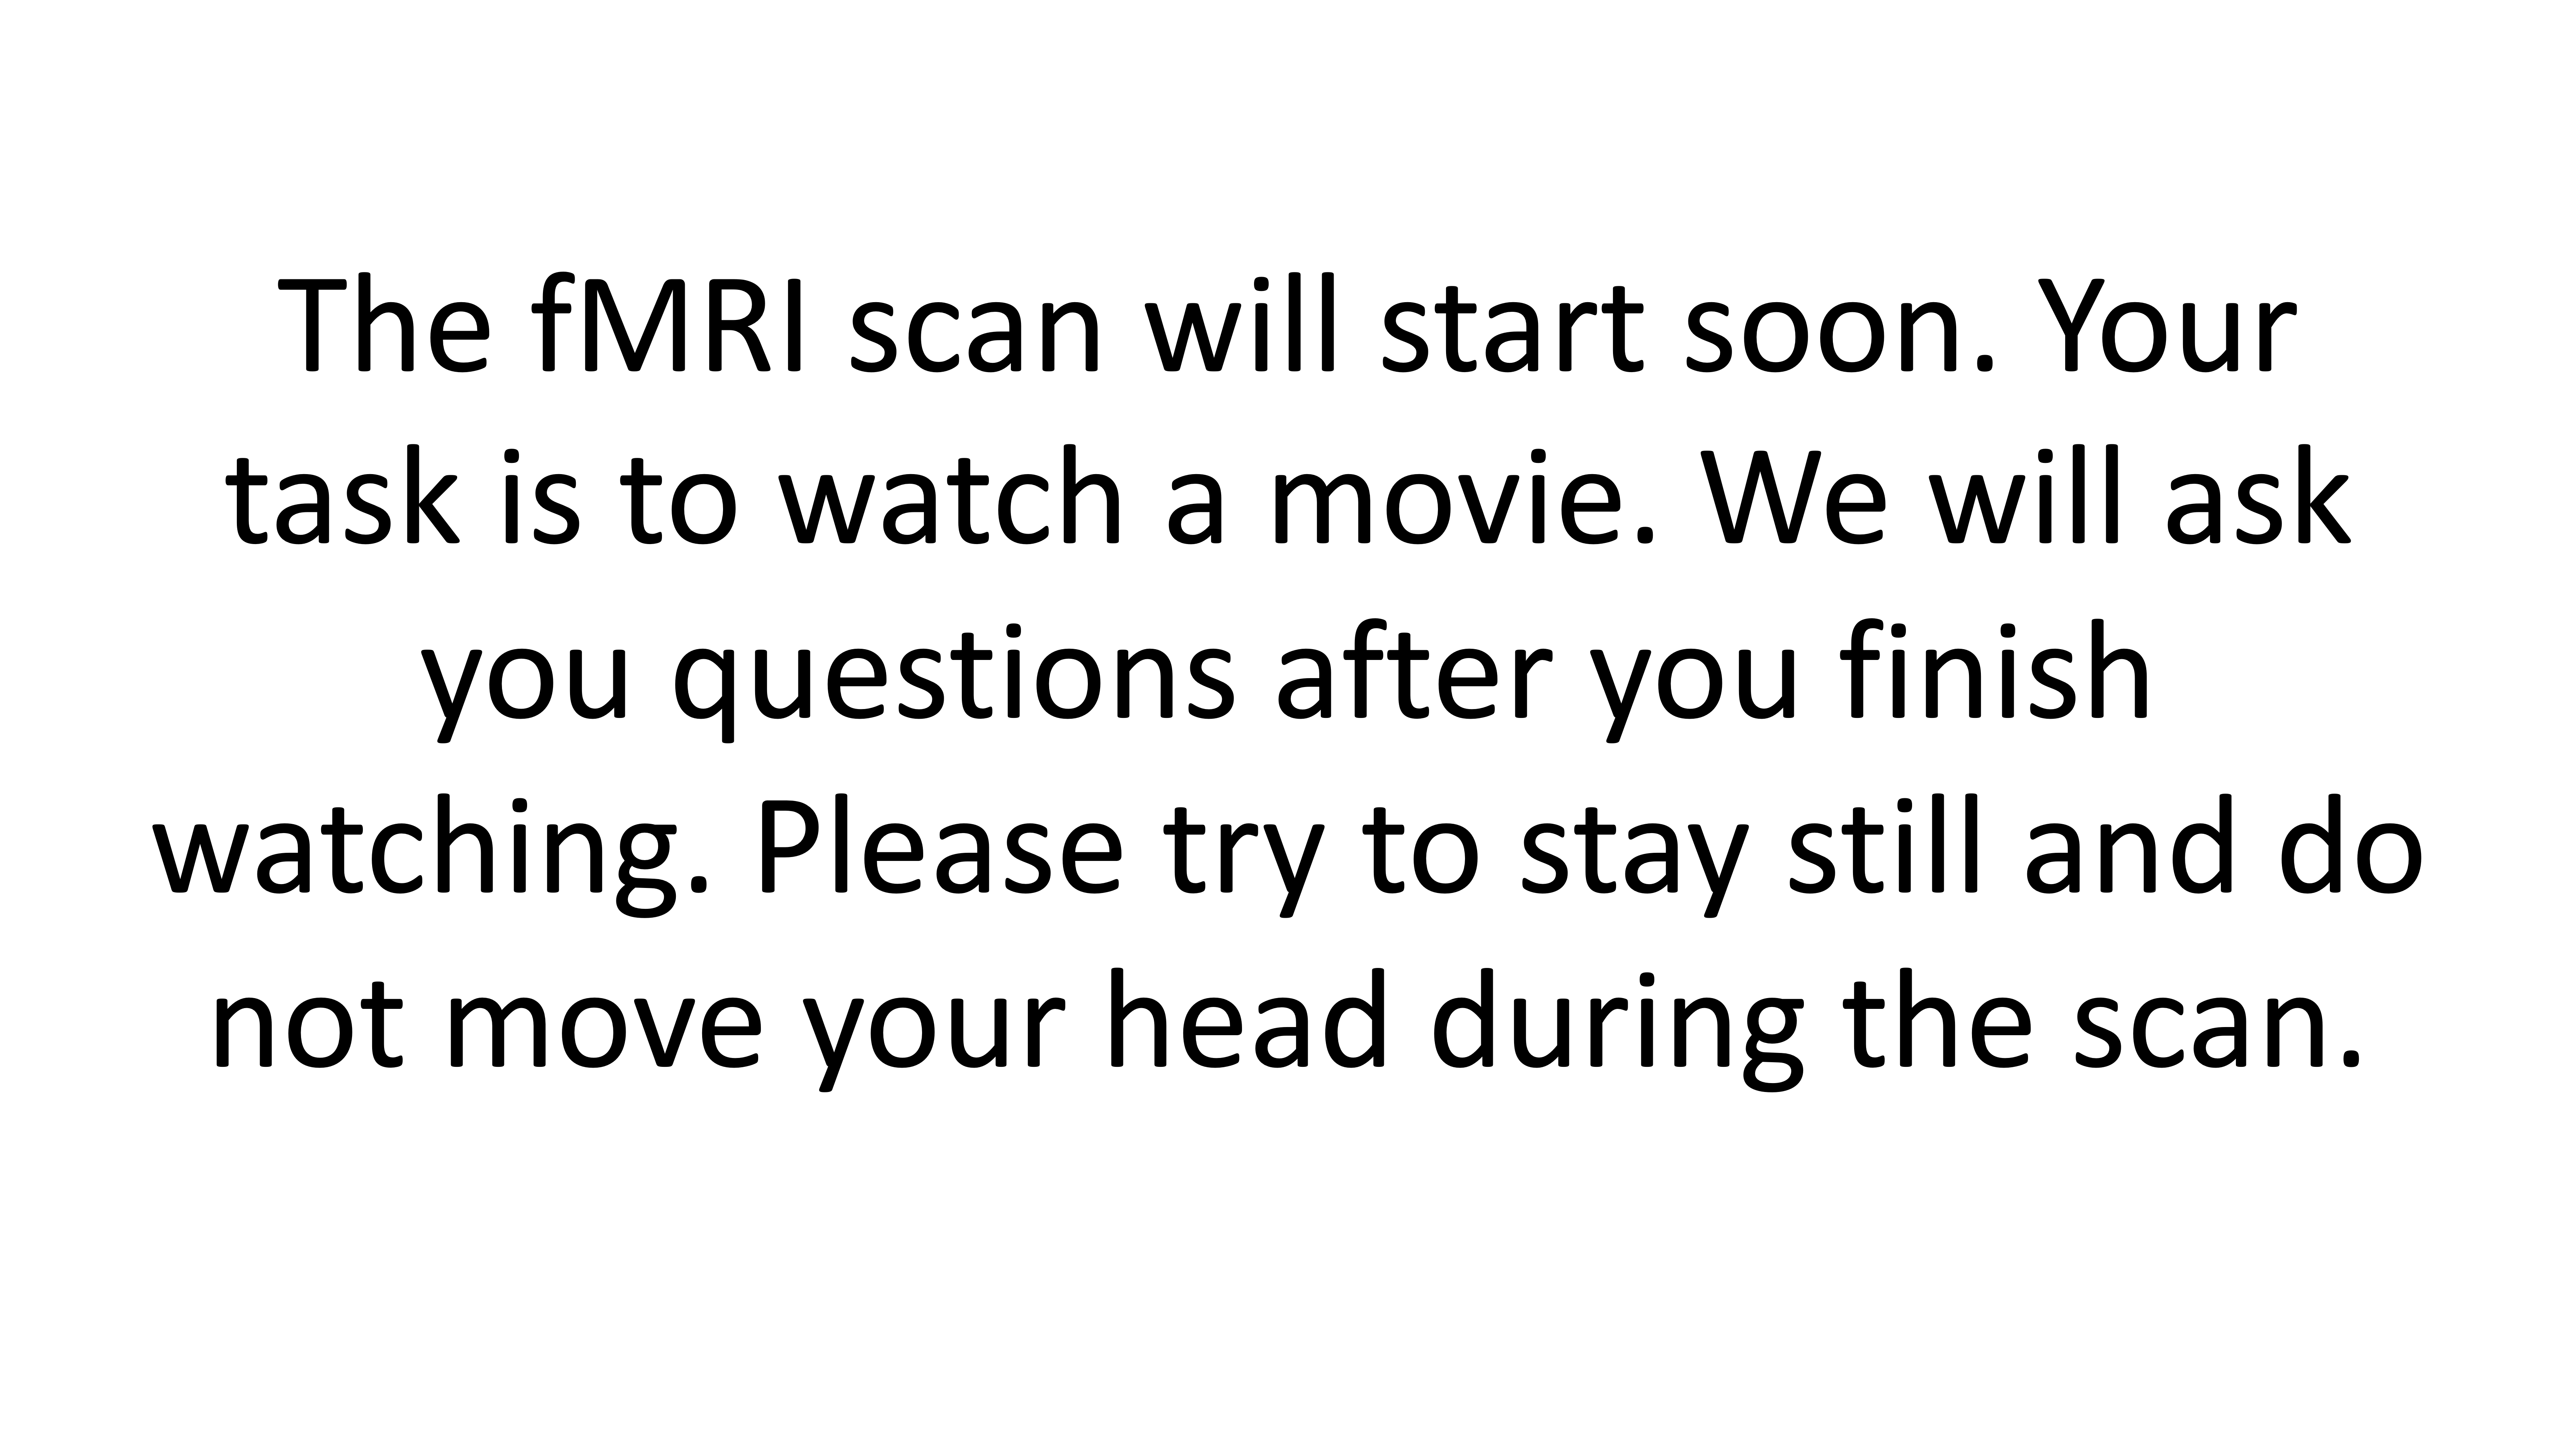 The fMRI scan will start soon. Your
task is to watch a movie. We will ask
you questions after you finish
watching. Please try to stay still and do
not move your head during the scan.